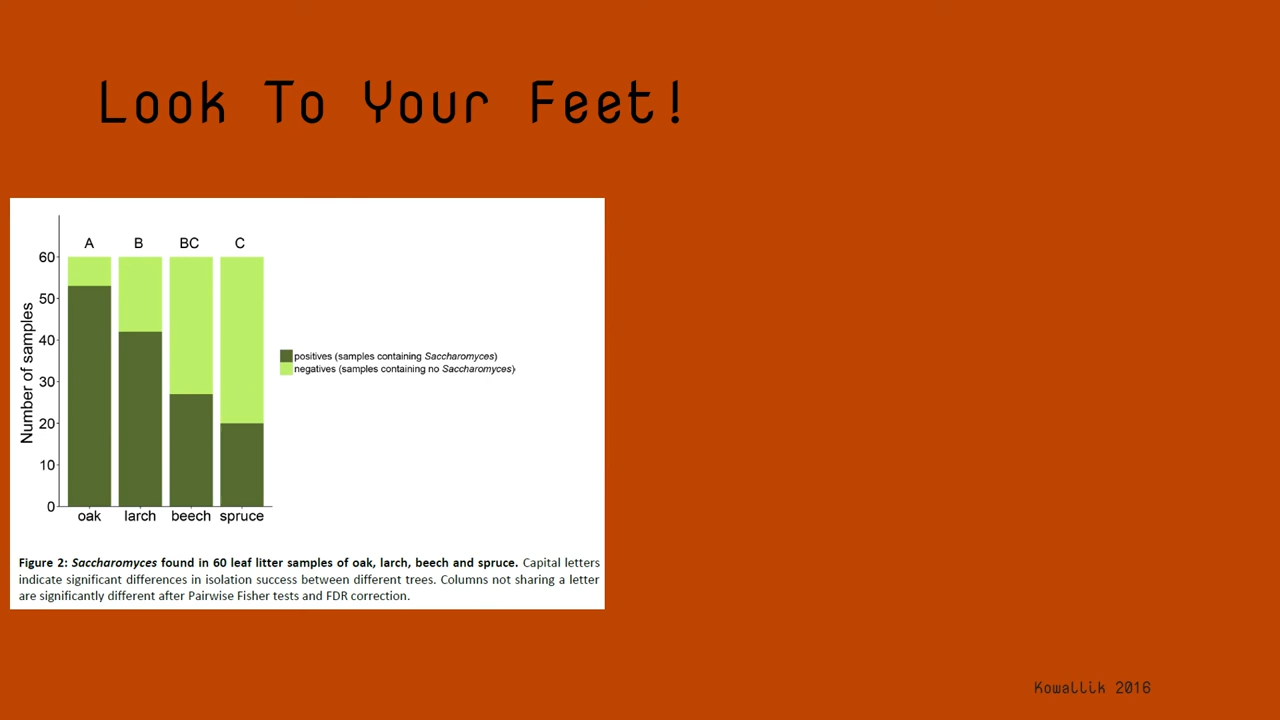 Look To Your Feet!
A B BC C
60
50
40
30
20
10
0
Number of samples
oak larch beech spruce
positives (samples containing Saccharomyces)
negatives (samples containing no Saccharomyces)
Figure 2: Saccharomyces found in 60 leaf litter samples of oak, larch, beech and spruce. Capital letters
indicate significant differences in isolation success between different trees. Columns not sharing a letter
are significantly different after Pairwise Fisher tests and FDR correction.
Kowallik 2016